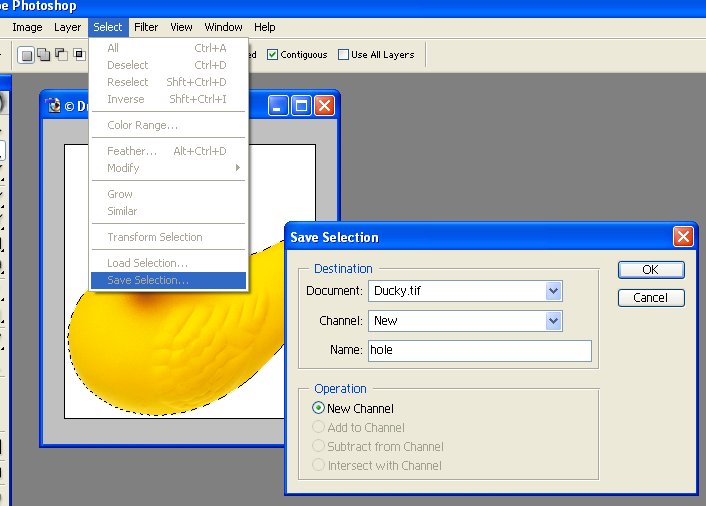 be Photoshop
Image Layer Select Filter View Window Help
Contiguous Use All Layers
All Ctrl+A
Deselect Ctrl+D
Reselect Shft+Ctrl+D
Inverse Shft+Ctrl+I
Color Range...
Feather... Alt+Ctrl+D
Modify
Grow
Similar
Transform Selection
Load Selection...
Save Selection...
© D
Save Selection
Destination
Document: Ducky.tif
Channel: New
Name: hole
OK
Cancel
Operation
New Channel
Add to Channel
Subtract from Channel
Intersect with Channel